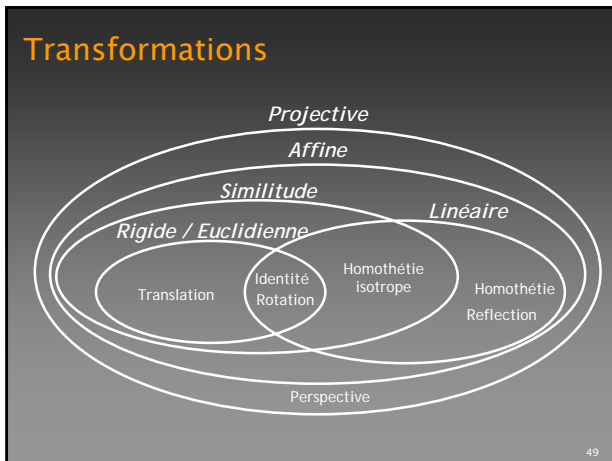 Transformations
Projective
Affine
Similitude
Linéaire
Rigide / Euclidienne
Translation
Identité
Rotation
Homothétie
isotrope
Homothétie
Reflection
Perspective
49